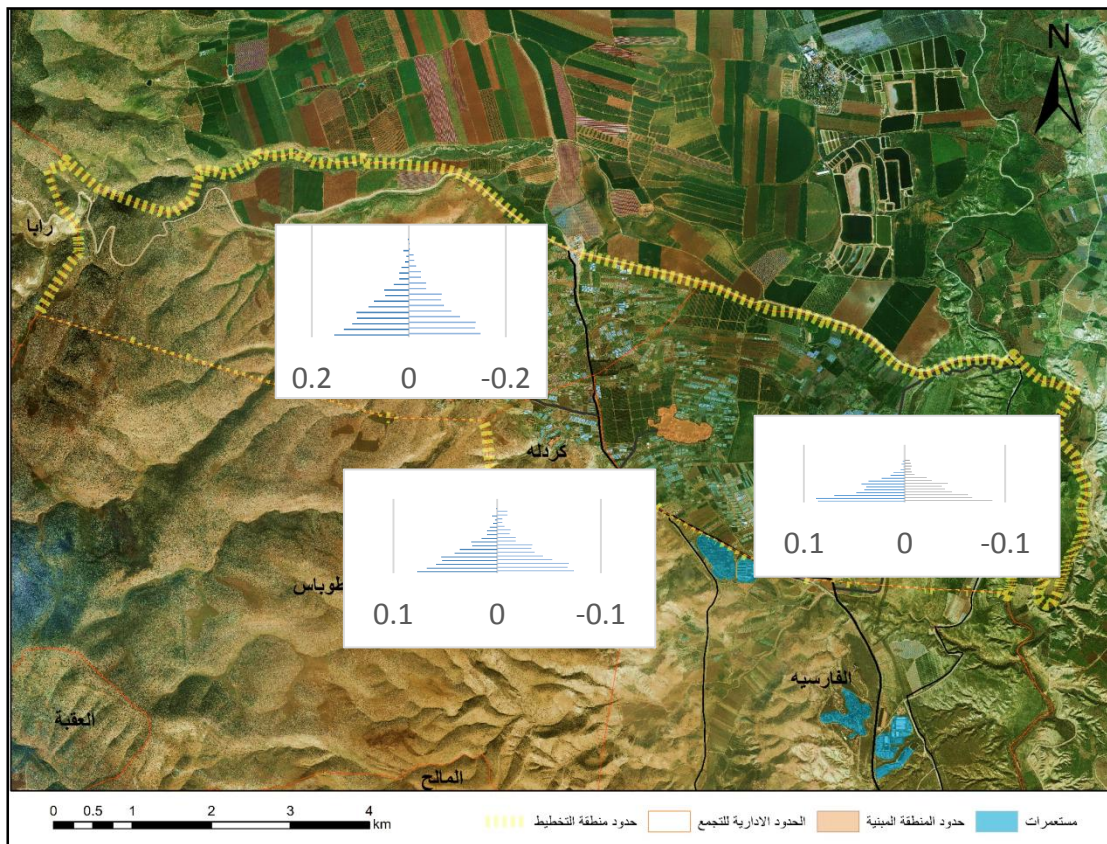 N
رابا
0.2 0 -0.2
كردله
0.1 0 -0.1
0.1 0 -0.1
طوباس
الفارسيه
العقبة
المالح
0 0.5 1 2 3 4
km
حدود منطقة التخطيط
الحدود الادارية للتجمع
حدود المنطقة المبنية
مستعمرات